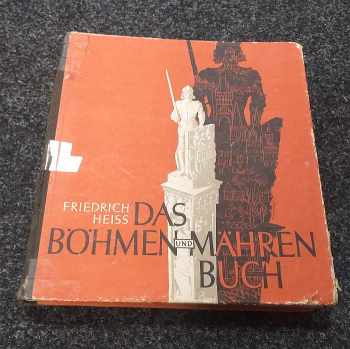 FRIEDRICH
HEISS
DAS
BÖHMEN UND MÄHREN
BUCH